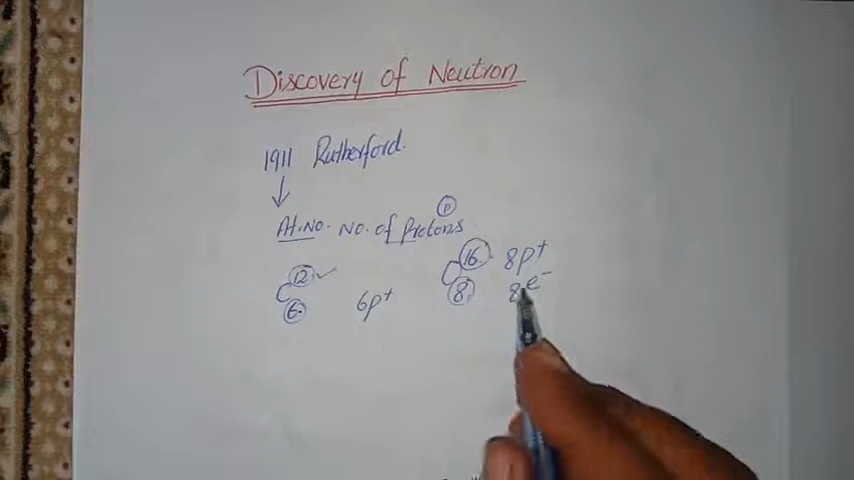 Discovery of Neutron
1911 Rutherford.
↓
p
At. No. No. of Protons
12 ✓ 16. 8p+
C 6p+ O 8e-
6. 8